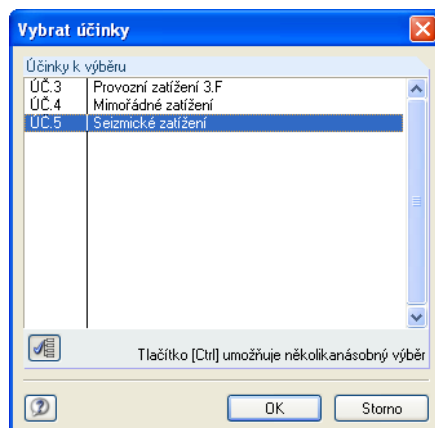 Vybrat účinky
Účinky k výběru
ÚČ.3 Provozní zatížení 3.F
ÚČ.4 Mimořádné zatížení
ÚČ.5 Seizmické zatížení
Tlačítko [Ctrl] umožňuje několikanásobný výběr
OK Storno